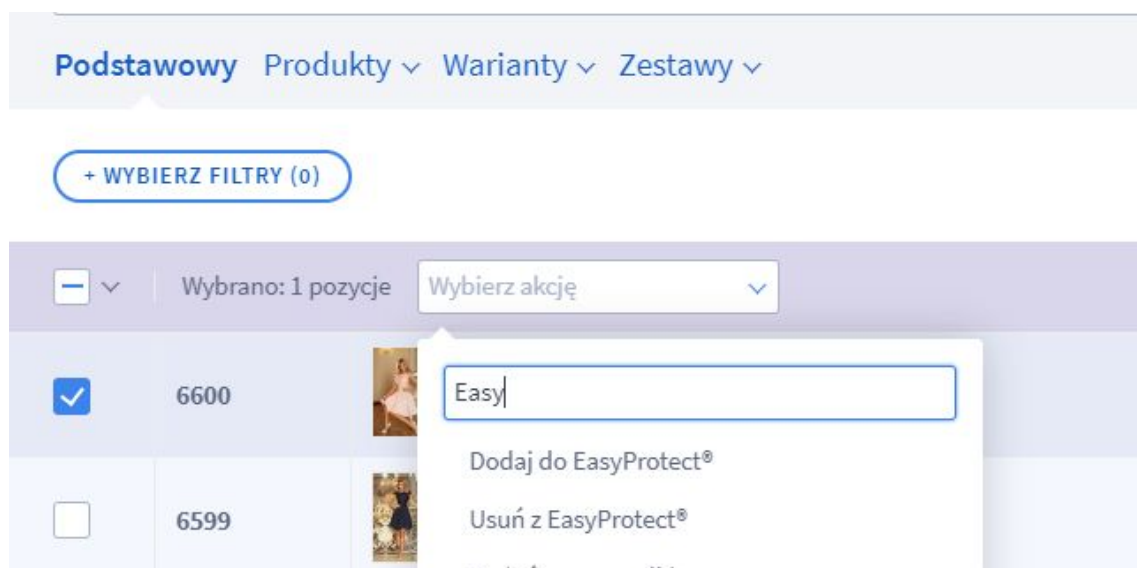 Podstawowy Produkty Warianty Zestawy
+ WYBIERZ FILTRY (0)
Wybrano: 1 pozycje Wybierz akcję
6600
Easy
Dodaj do EasyProtect®
6599
Usuń z EasyProtect®